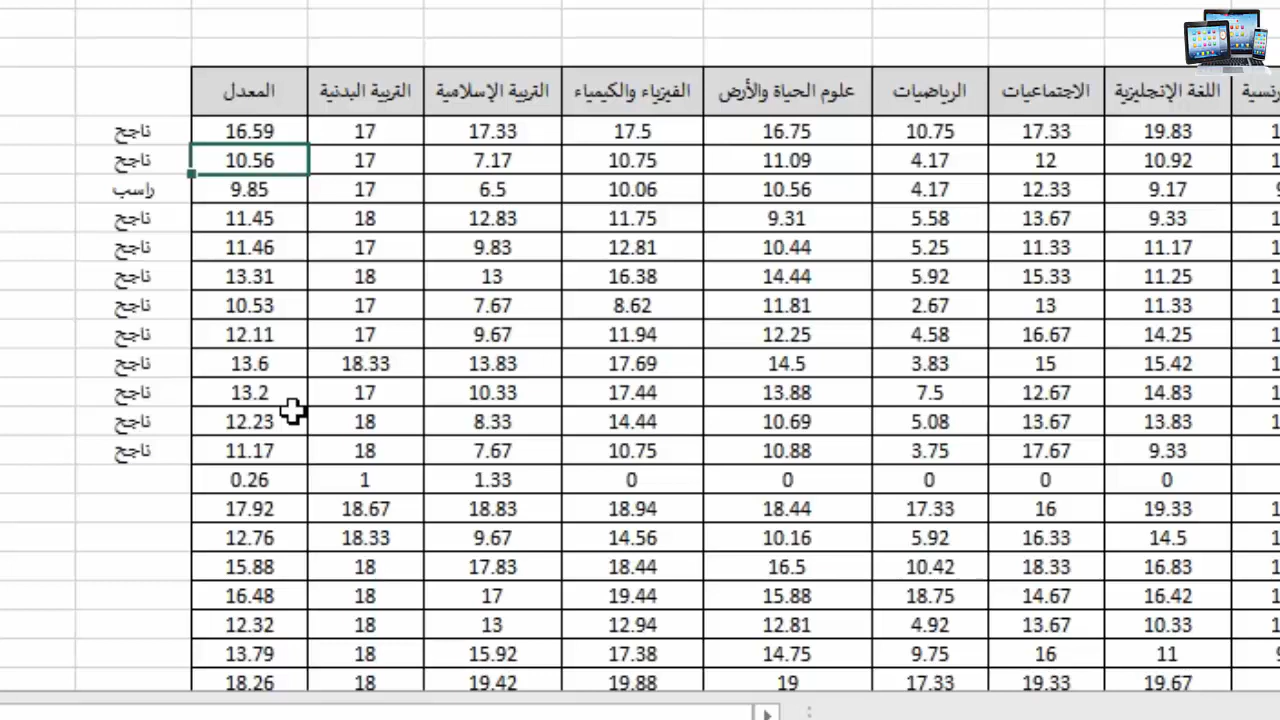 رنسية اللغة الإنجليزية الاجتماعيات الرياضيات علوم الحياة والأرض الفيزياء والكيمياء التربية الإسلامية التربية البدنية المعدل
19.83 17.33 10.75 16.75 17.5 17.33 17 16.59 ناجح
10.92 12 4.17 11.09 10.75 7.17 17 10.56 ناجح
9.17 12.33 4.17 10.56 10.06 6.5 17 9.85 راسب
9.33 13.67 5.58 9.31 11.75 12.83 18 11.45 ناجح
11.17 11.33 5.25 10.44 12.81 9.83 17 11.46 ناجح
11.25 15.33 5.92 14.44 16.38 13 18 13.31 ناجح
11.33 13 2.67 11.81 8.62 7.67 17 10.53 ناجح
14.25 16.67 4.58 12.25 11.94 9.67 17 12.11 ناجح
15.42 15 3.83 14.5 17.69 13.83 18.33 13.6 ناجح
14.83 12.67 7.5 13.88 17.44 10.33 17 13.2 ناجح
13.83 13.67 5.08 10.69 14.44 8.33 18 12.23 ناجح
9.33 17.67 3.75 10.88 10.75 7.67 18 11.17 ناجح
0 0 0 0 0 1.33 1 0.26
19.33 16 17.33 18.44 18.94 18.83 18.67 17.92
14.5 16.33 5.92 10.16 14.56 9.67 18.33 12.76
16.83 18.33 10.42 16.5 18.44 17.83 18 15.88
16.42 14.67 18.75 15.88 19.44 17 18 16.48
10.33 13.67 4.92 12.81 12.94 13 18 12.32
11 16 9.75 14.75 17.38 15.92 18 13.79
19.67 19.33 17.33 19 19.88 19.42 18 18.26